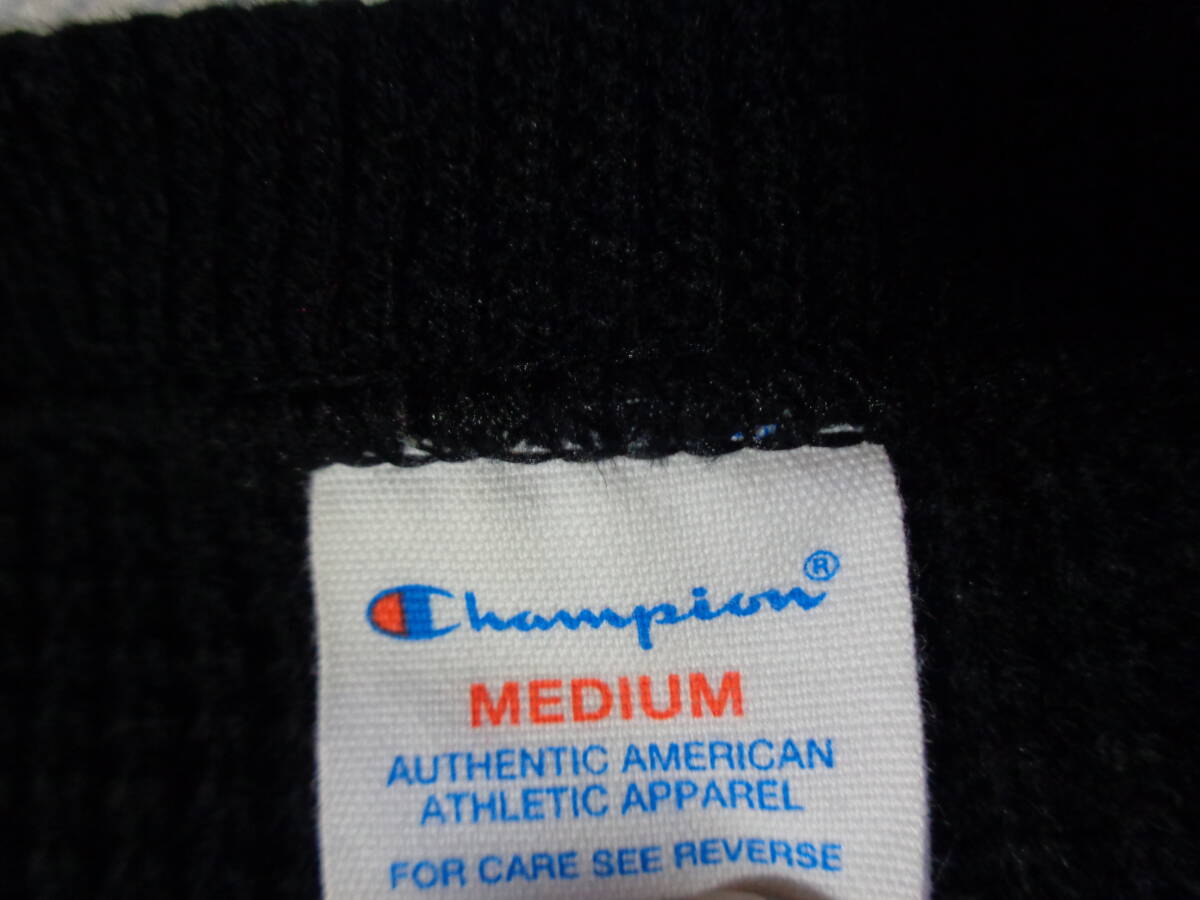 Champion®
MEDIUM
AUTHENTIC AMERICAN
ATHLETIC APPAREL
FOR CARE SEE REVERSE